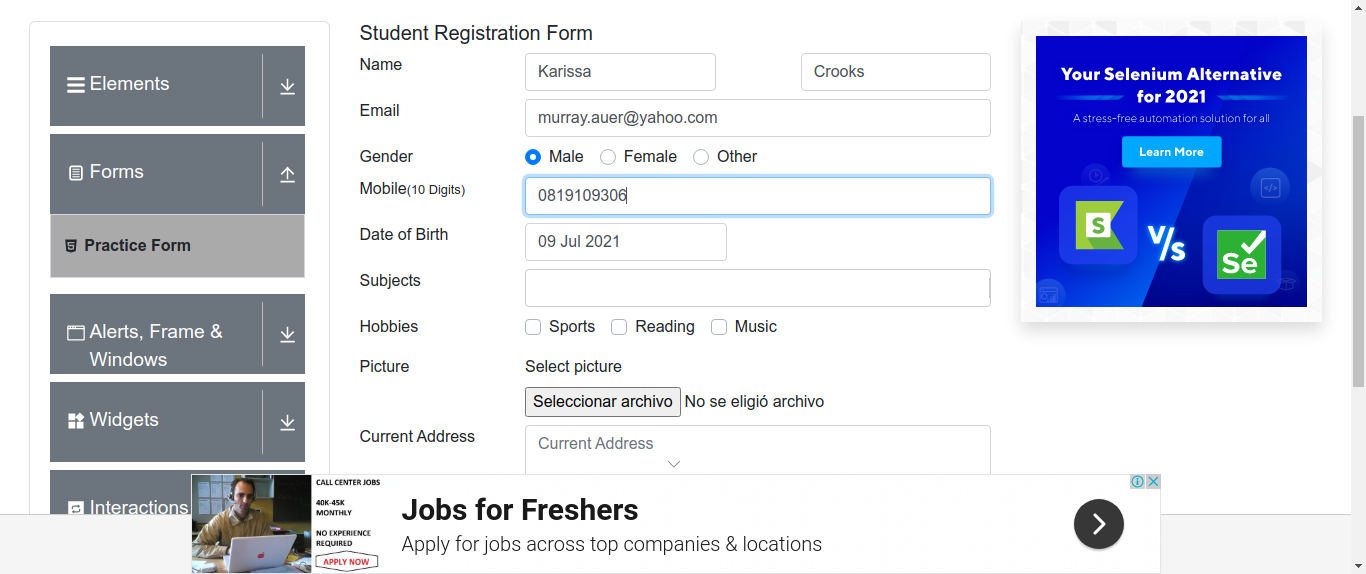 Elements
Forms
Practice Form
Alerts, Frame &
Windows
Widgets
Interactions
Student Registration Form
Name
Karissa
Crooks
Email
murray.auer@yahoo.com
Gender
Male
Female
Other
Mobile(10 Digits)
0819109306
Date of Birth
09 Jul 2021
Subjects
Hobbies
Sports
Reading
Music
Picture
Select picture
Seleccionar archivo No se eligió archivo
Current Address
Current Address
Your Selenium Alternative
for 2021
A stress-free automation solution for all
Learn More
S
V/s
Se
CALL CENTER JOBS
40K-45K
MONTHLY
NO EXPERIENCE
REQUIRED
APPLY NOW
Jobs for Freshers
Apply for jobs across top companies & locations